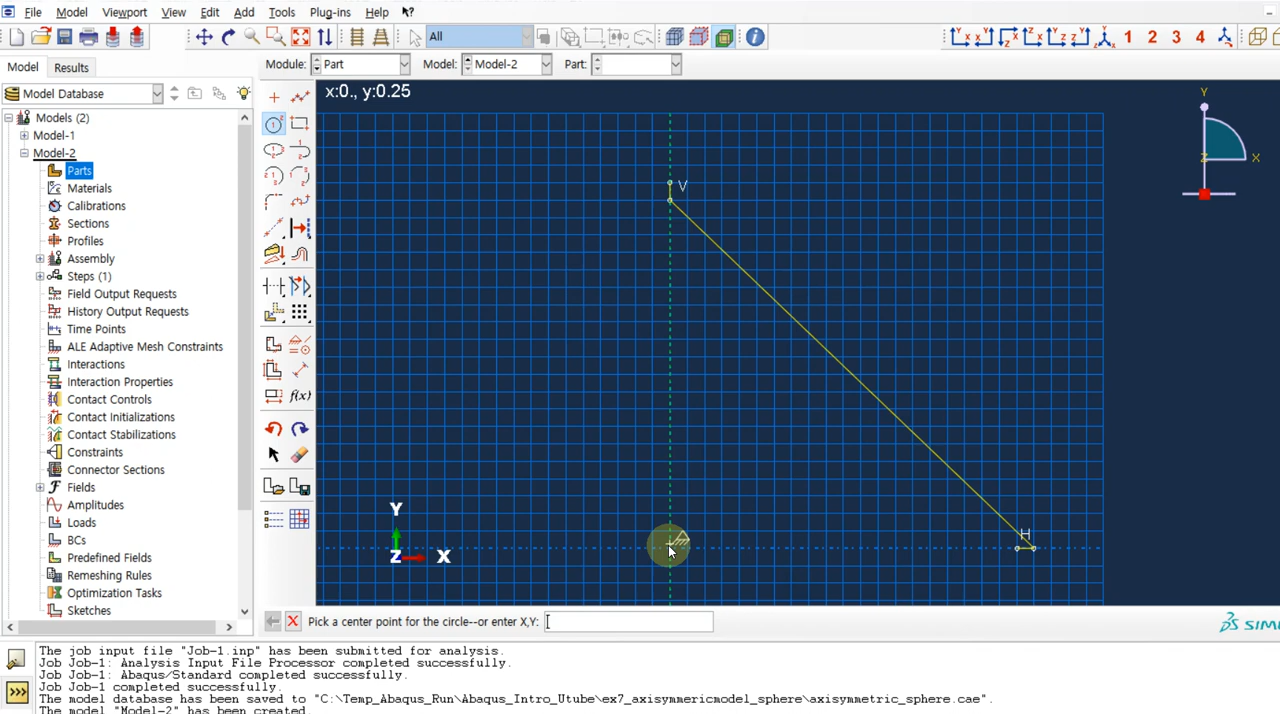 File Model Viewport View Edit Add Tools Plug-ins Help
All
1 2 3 4
Model Results
Module: Part Model: Model-2 Part:
Model Database
x:0., y:0.25
Models (2)
Model-1
Model-2
Parts
Materials
Calibrations
Sections
Profiles
Assembly
Steps (1)
Field Output Requests
History Output Requests
Time Points
ALE Adaptive Mesh Constraints
Interactions
Interaction Properties
Contact Controls
Contact Initializations
Contact Stabilizations
Constraints
Connector Sections
Fields
Amplitudes
Loads
BCs
Predefined Fields
Remeshing Rules
Optimization Tasks
Sketches
f(x)
V
H
Y
Z X
Y
Z X
Pick a center point for the circle--or enter X,Y:
The job input file "Job-1.inp" has been submitted for analysis.
Job Job-1: Analysis Input File Processor completed successfully.
Job Job-1: Abaqus/Standard completed successfully.
Job Job-1 completed successfully.
The model database has been saved to "C:\Temp_Abaqus_Run\Abaqus_Intro_Utube\ex7_axisymmericmodel_sphere\axisymmetric_sphere.cae".
The model "Model-2" has been created.